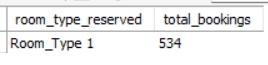 room_type_reserved total_bookings
Room_Type 1 534